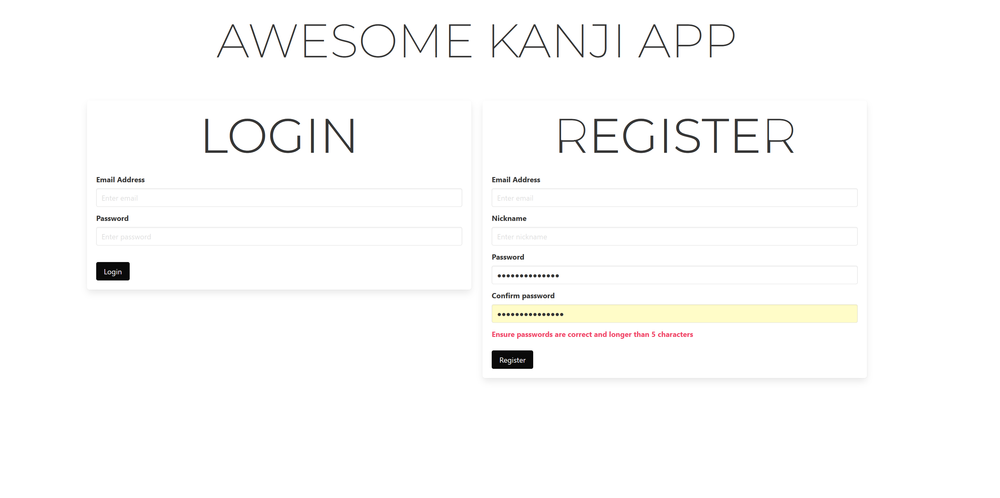 AWESOME KANJI APP
LOGIN
Email Address
Enter email
Password
Enter password
Login
REGISTER
Email Address
Enter email
Nickname
Enter nickname
Password
••••••••••••••
Confirm password
•••••••••••••••
Ensure passwords are correct and longer than 5 characters
Register